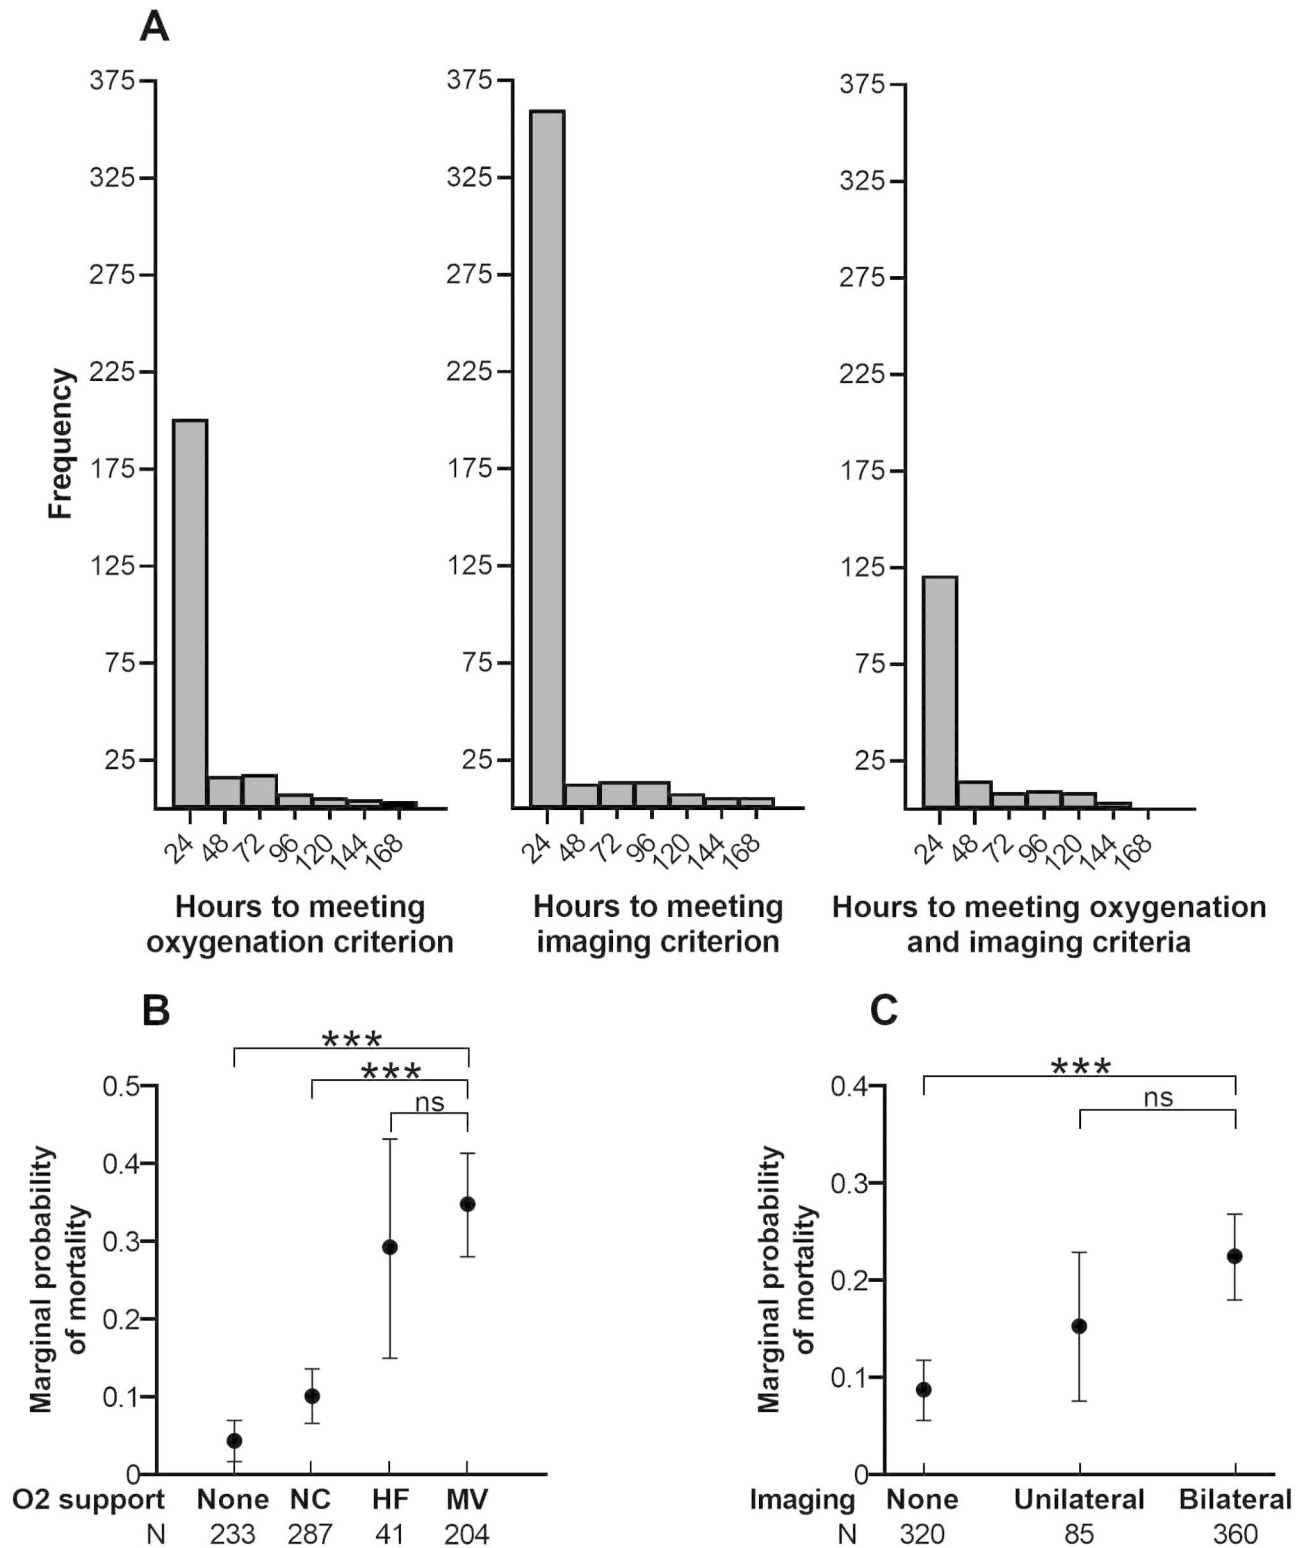 A
375
325
275
225
175
125
75
25
Frequency
24 48 72 96 120 144 168
Hours to meeting
oxygenation criterion
375
325
275
225
175
125
75
25
24 48 72 96 120 144 168
Hours to meeting
imaging criterion
375
325
275
225
175
125
75
25
24 48 72 96 120 144 168
Hours to meeting oxygenation
and imaging criteria
B
***
***
ns
0.5
0.4
0.3
0.2
0.1
0
Marginal probability
of mortality
O2 support None NC HF MV
N 233 287 41 204
C
***
ns
0.4
0.3
0.2
0.1
0
Marginal probability
of mortality
Imaging None Unilateral Bilateral
N 320 85 360